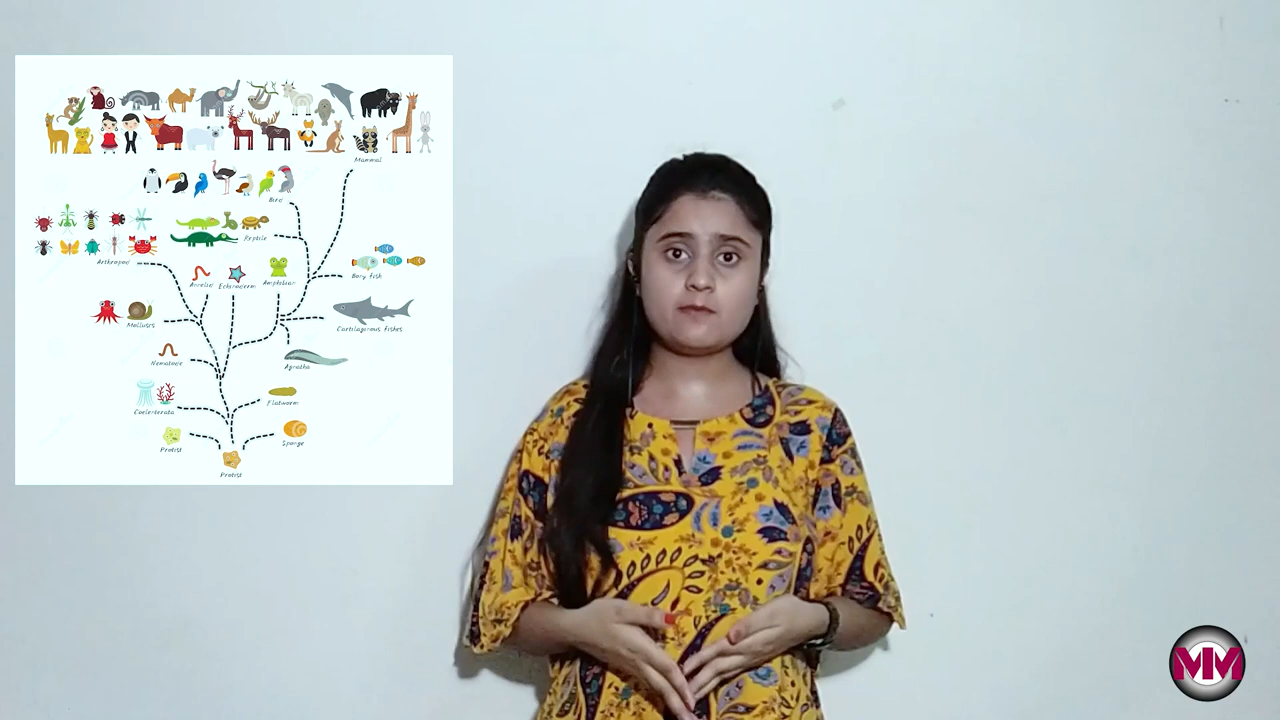 Mammal
Bird
Reptile
Arthropod
Annelid
Echinoderm
Amphibian
Bony fish
Molluscs
Cartilaginous fishes
Nematode
Agnatha
Coelenterata
Flatworm
Protist
Sponge
Protist
MM